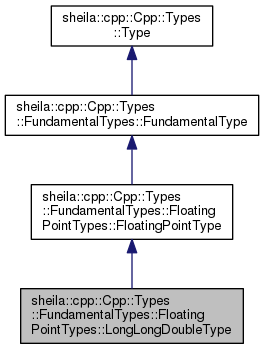 sheila::cpp::Cpp::Types
::Type
sheila::cpp::Cpp::Types
::FundamentalTypes::FundamentalType
sheila::cpp::Cpp::Types
::FundamentalTypes::Floating
PointTypes::FloatingPointType
sheila::cpp::Cpp::Types
::FundamentalTypes::Floating
PointTypes::LongLongDoubleType